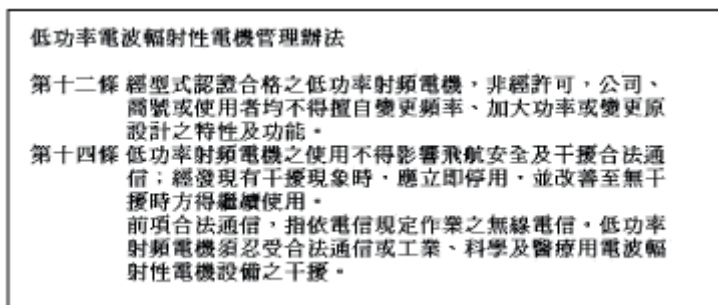 低功率電波輻射性電機管理辦法
第十二條 經型式認證合格之低功率射頻電機，非經許可，公司、
商號或使用者均不得擅自變更頻率、加大功率或變更原
設計之特性及功能。
第十四條 低功率射頻電機之使用不得影響飛航安全及干擾合法通
信；經發現有干擾現象時，應立即停用，並改善至無干
擾時方得繼續使用。
前項合法通信，指依電信規定作業之無線電信。低功率
射頻電機須忍受合法通信或工業、科學及醫療用電波輻
射性電機設備之干擾。